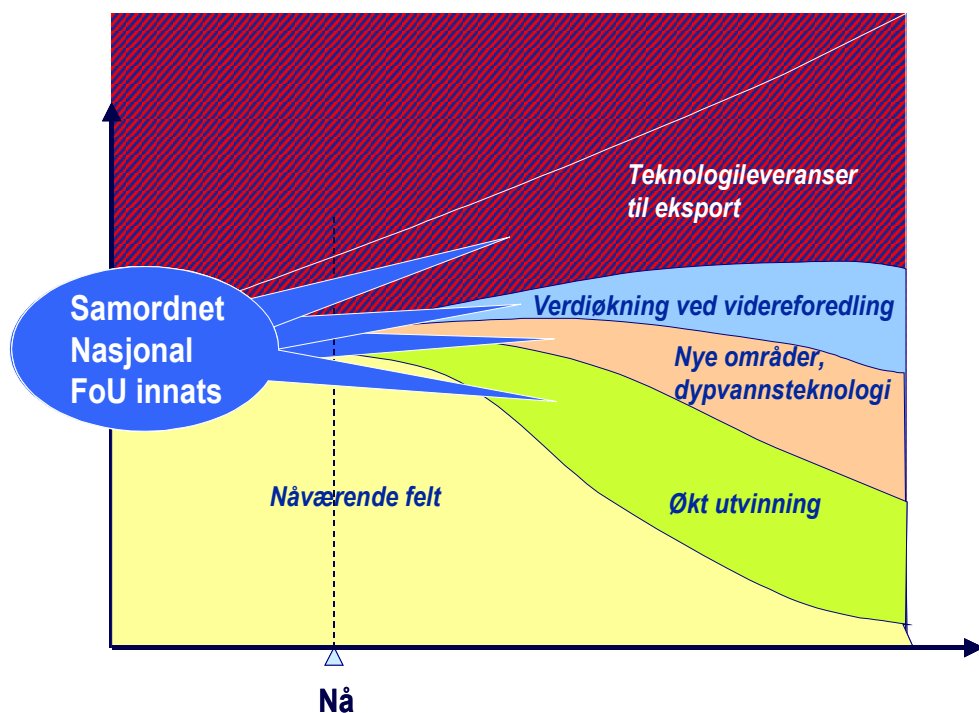 Teknologileveranser
til eksport
Samordnet
Nasjonal
FoU innats
Verdiøkning ved videreforedling
Nye områder,
dypvannsteknologi
Nåværende felt
Økt utvinning
Nå